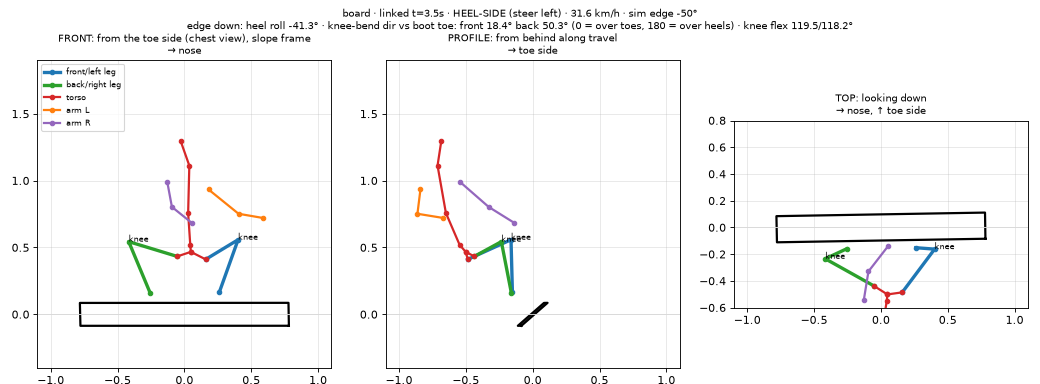 board · linked t=3.5s · HEEL-SIDE (steer left) · 31.6 km/h · sim edge -50°
edge down: heel roll -41.3° · knee-bend dir vs boot toe: front 18.4° back 50.3° (0 = over toes, 180 = over heels) · knee flex 119.5/118.2°
FRONT: from the toe side (chest view), slope frame
→ nose
front/left leg
back/right leg
torso
arm L
arm R
knee
knee
1.5
1.0
0.5
0.0
−1.0
−0.5
0.0
0.5
1.0
PROFILE: from behind along travel
→ toe side
knee
knee
1.5
1.0
0.5
0.0
−1.0
−0.5
0.0
0.5
1.0
TOP: looking down
→ nose, ↑ toe side
0.8
0.6
0.4
0.2
0.0
−0.2
−0.4
−0.6
knee
knee
−1.0
−0.5
0.0
0.5
1.0